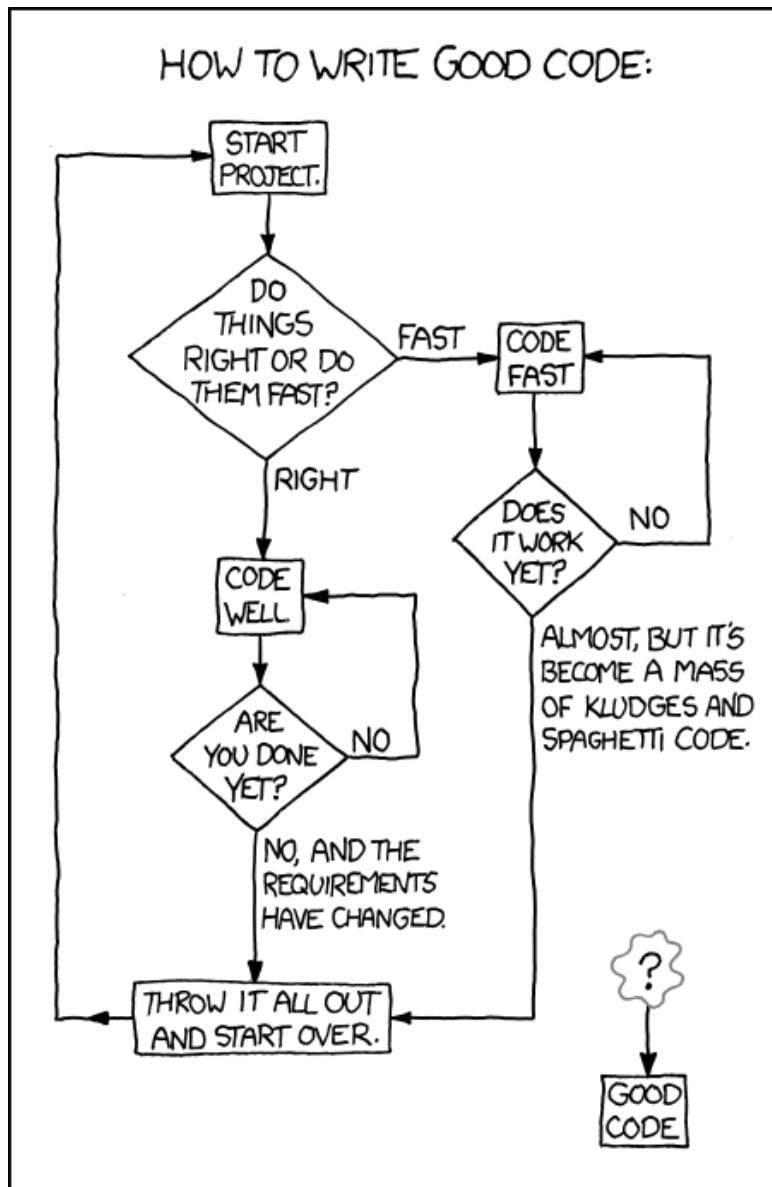 HOW TO WRITE GOOD CODE:
START
PROJECT.
DO
THINGS
RIGHT OR DO
THEM FAST?
FAST
CODE
FAST
RIGHT
DOES
IT WORK
YET?
NO
CODE
WELL
ALMOST, BUT IT'S
BECOME A MASS
OF KLUDGES AND
SPAGHETTI CODE.
ARE
YOU DONE
YET?
NO
NO, AND THE
REQUIREMENTS
HAVE CHANGED.
THROW IT ALL OUT
AND START OVER.
?
GOOD
CODE